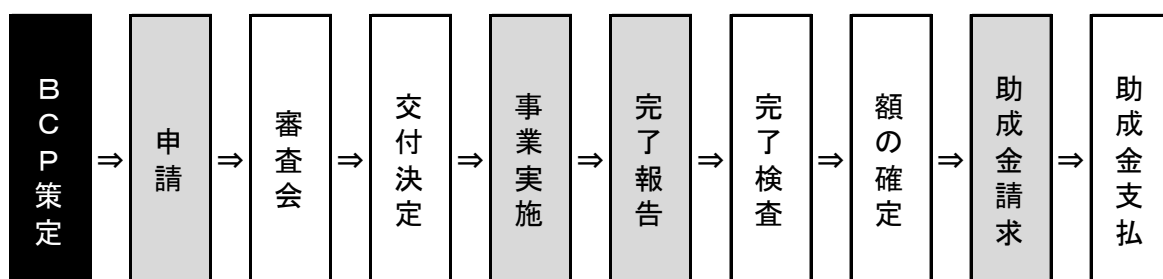 BCP策定
⇒
申請
⇒
審査会
⇒
交付決定
⇒
事業実施
⇒
完了報告
⇒
完了検査
⇒
額の確定
⇒
助成金請求
⇒
助成金支払